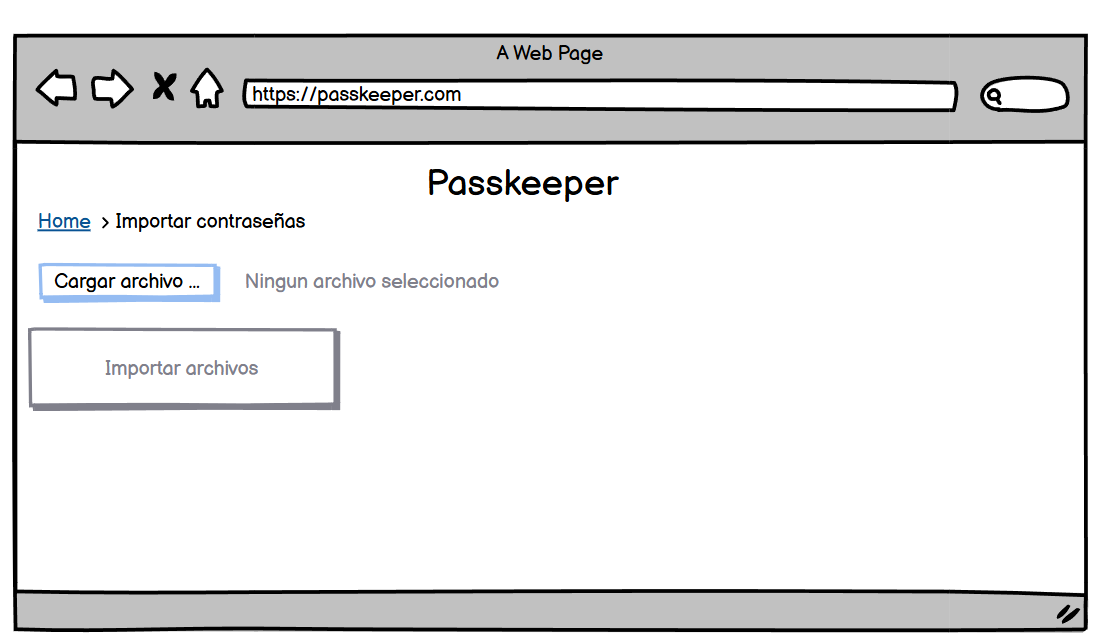 A Web Page
https://passkeeper.com
Passkeeper
Home > Importar contraseñas
Cargar archivo ... Ningun archivo seleccionado
Importar archivos